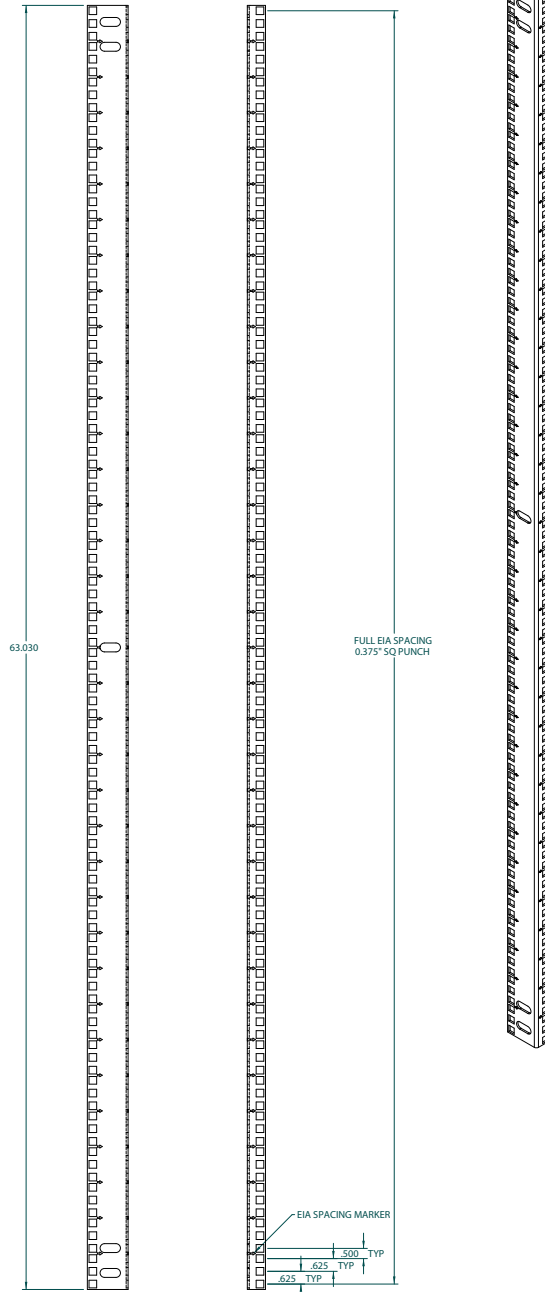 63.030
FULL EIA SPACING
0.375" SQ PUNCH
EIA SPACING MARKER
.500 TYP
.625 TYP
.625 TYP